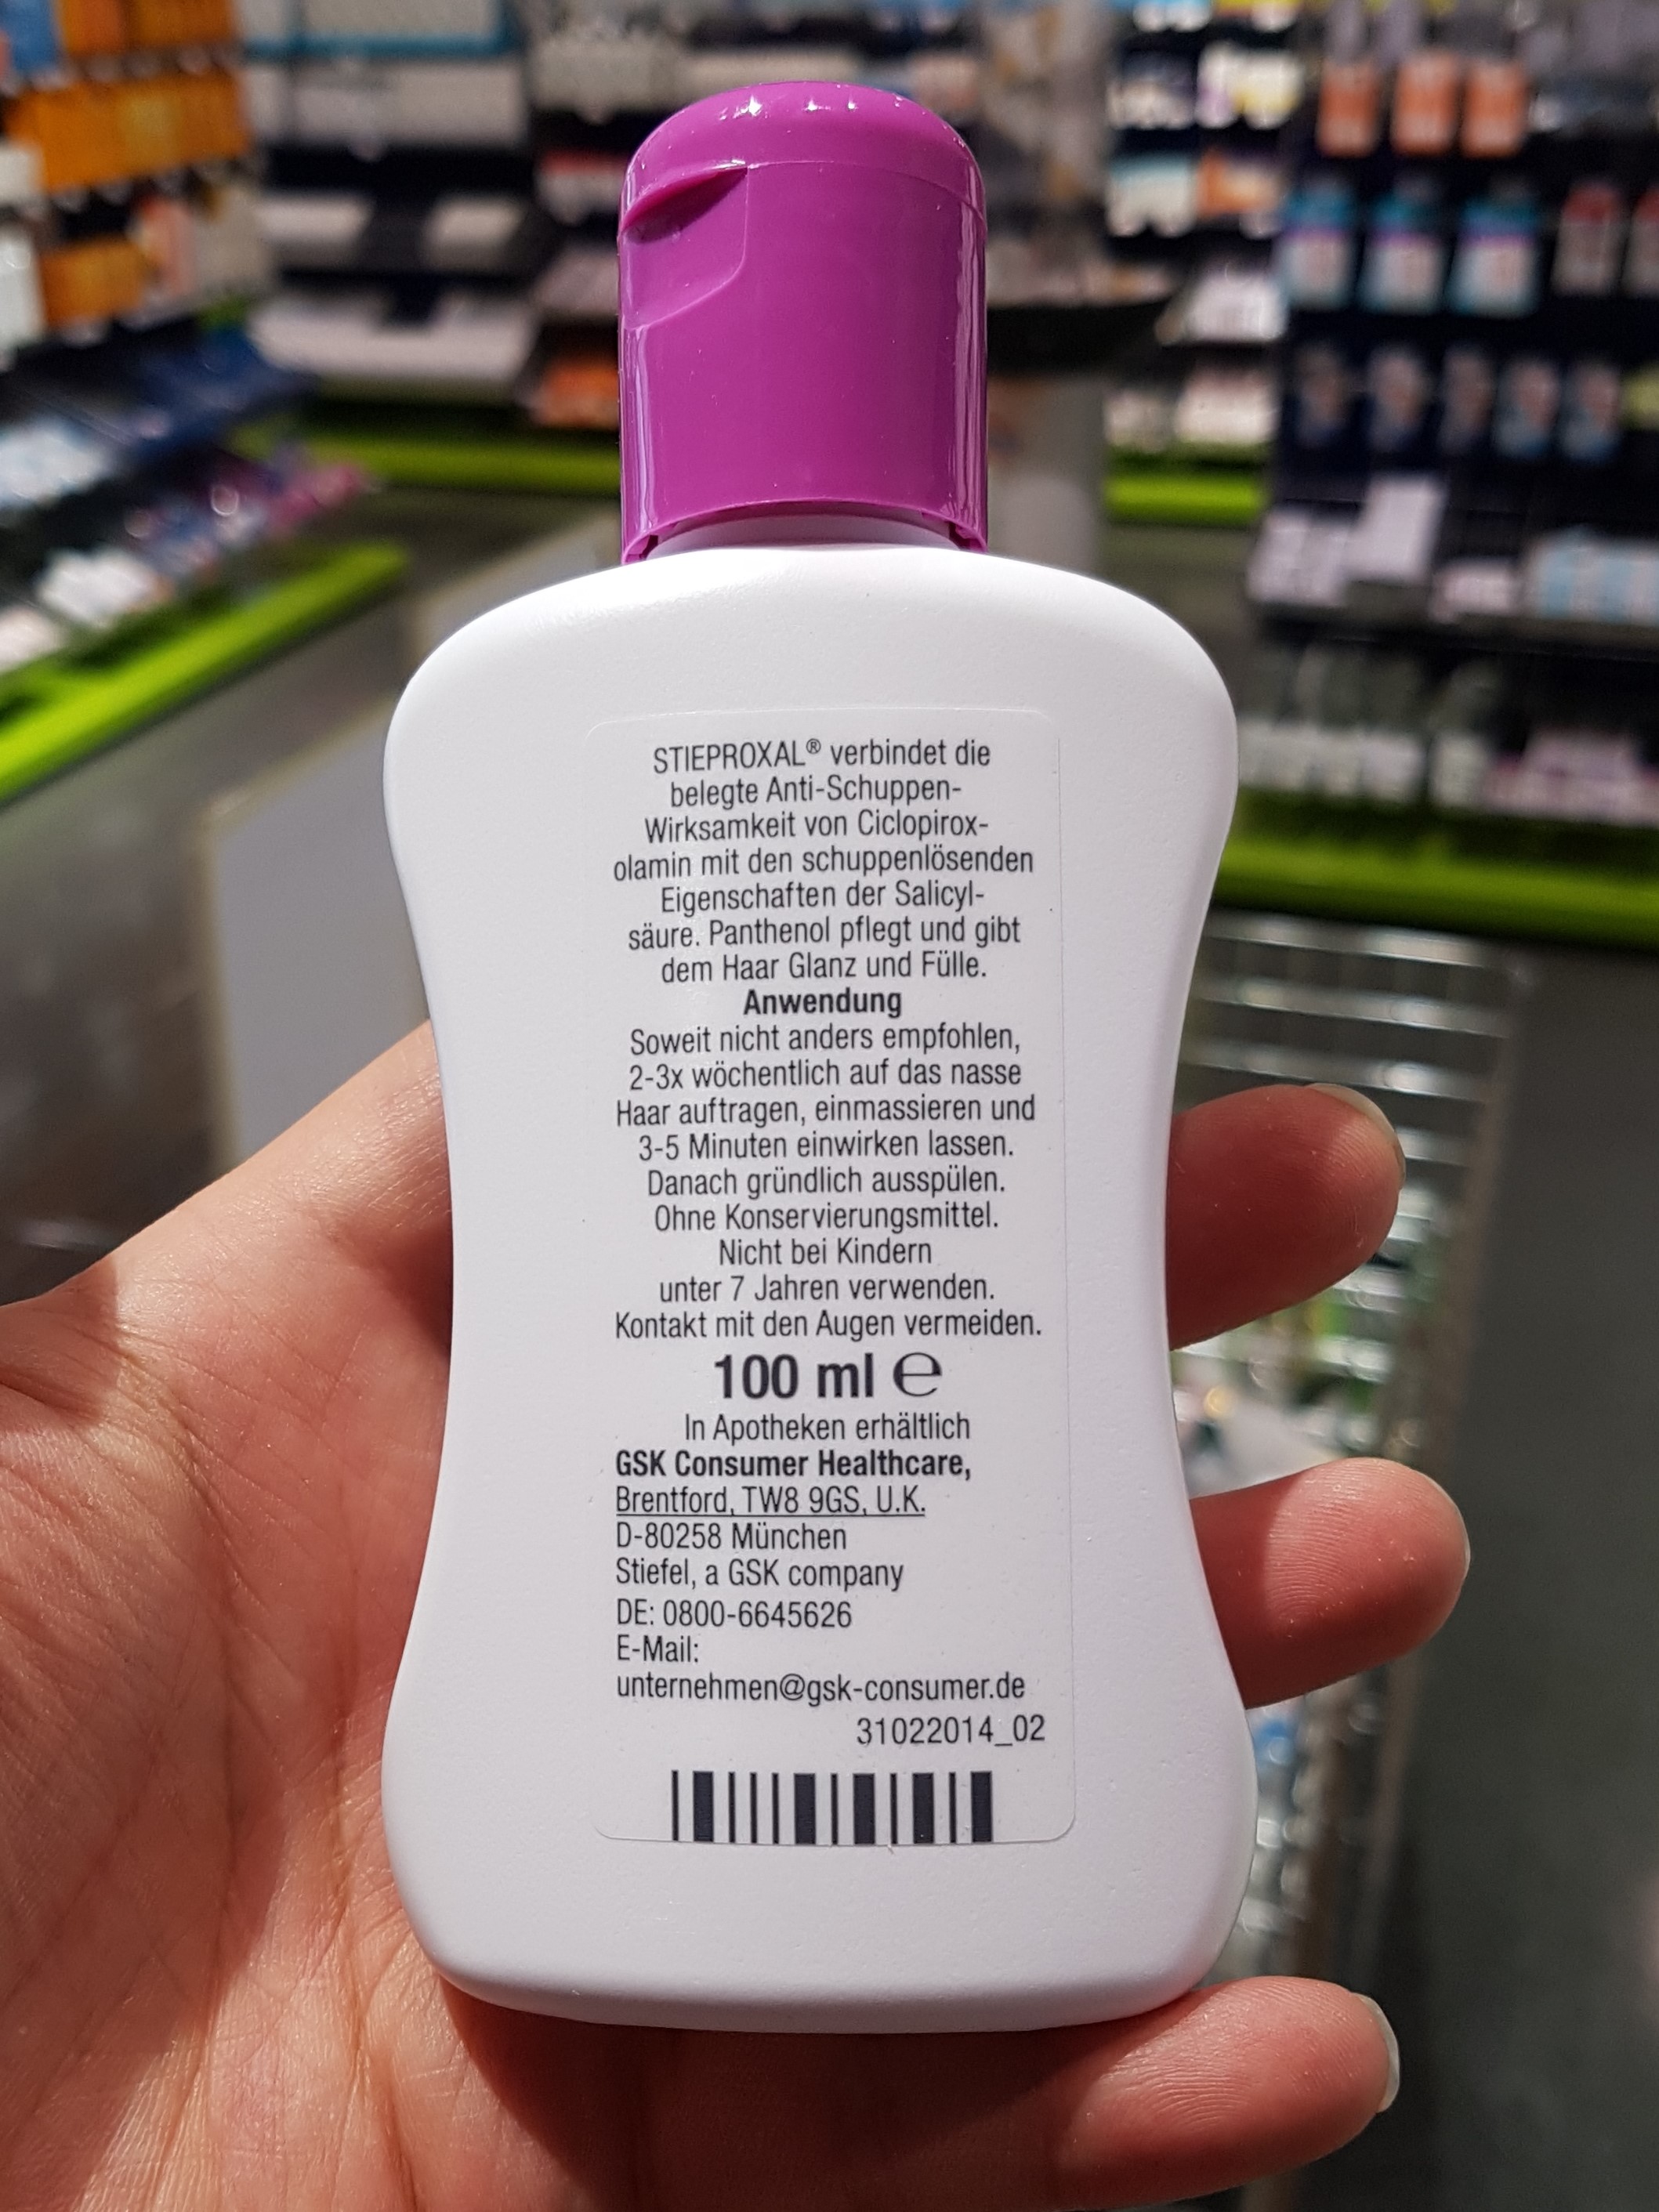 STIEPROXAL® verbindet die
belegte Anti-Schuppen-
Wirksamkeit von Ciclopirox-
olamin mit den schuppenlösenden
Eigenschaften der Salicyl-
säure. Panthenol pflegt und gibt
dem Haar Glanz und Fülle.
Anwendung
Soweit nicht anders empfohlen,
2-3x wöchentlich auf das nasse
Haar auftragen, einmassieren und
3-5 Minuten einwirken lassen.
Danach gründlich ausspülen.
Ohne Konservierungsmittel.
Nicht bei Kindern
unter 7 Jahren verwenden.
Kontakt mit den Augen vermeiden.
100 ml ℮
In Apotheken erhältlich
GSK Consumer Healthcare,
Brentford, TW8 9GS, U.K.
D-80258 München
Stiefel, a GSK company
DE: 0800-6645626
E-Mail:
unternehmen@gsk-consumer.de
31022014_02